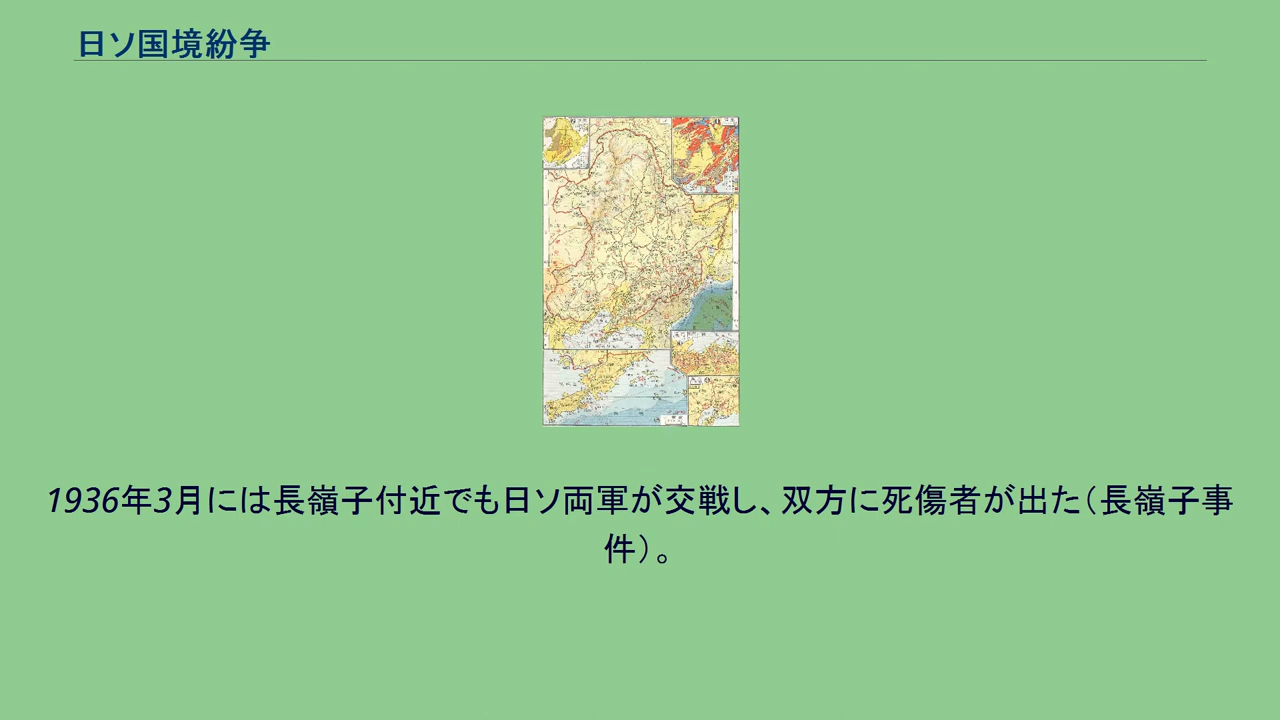 日ソ国境紛争
1936年3月には長嶺子付近でも日ソ両軍が交戦し、双方に死傷者が出た（長嶺子事
件）。